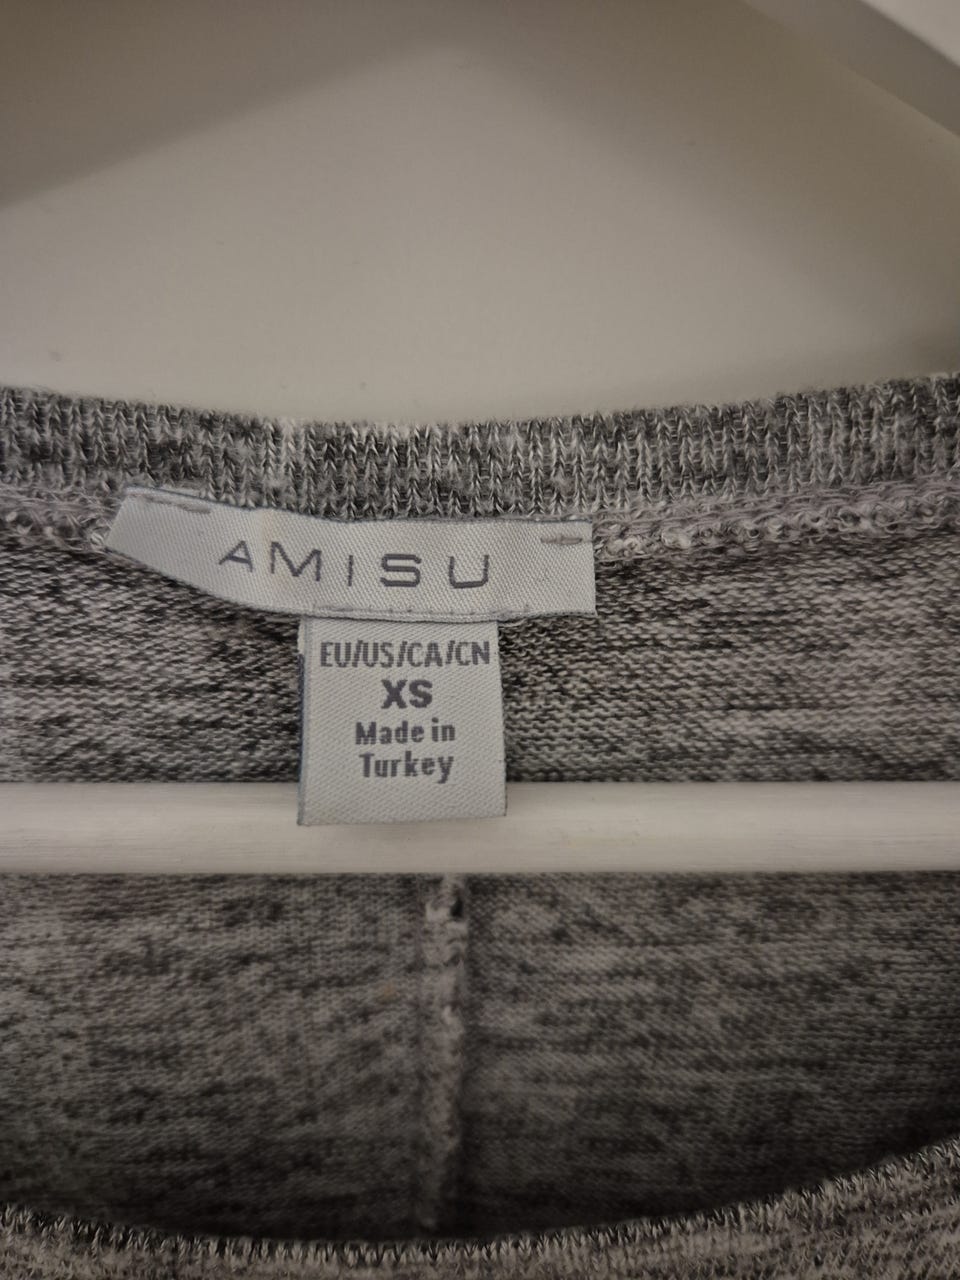 AMISU
EU/US/CA/CN
XS
Made in
Turkey